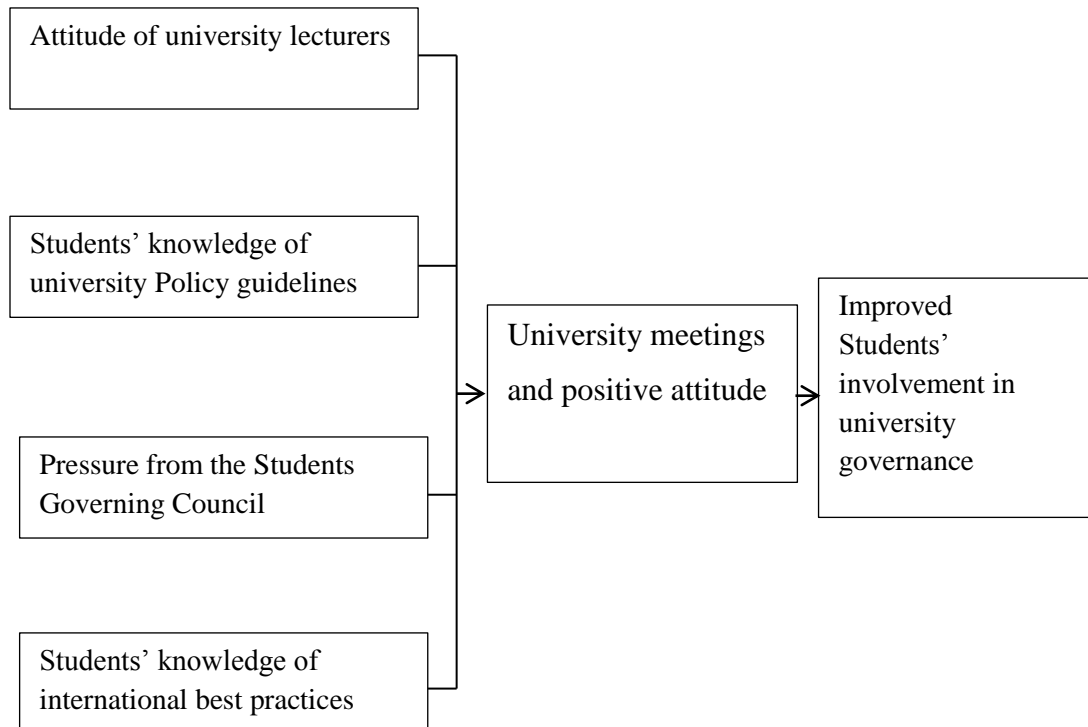 Attitude of university lecturers
Students’ knowledge of
university Policy guidelines
Pressure from the Students
Governing Council
Students’ knowledge of
international best practices
University meetings
and positive attitude
Improved
Students’
involvement in
university
governance